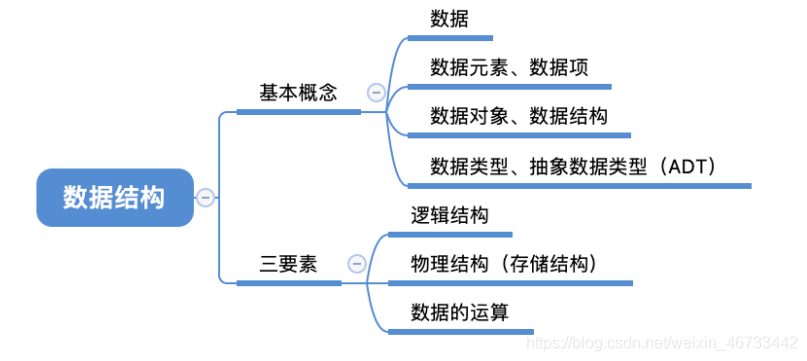 数据结构
基本概念
数据
数据元素、数据项
数据对象、数据结构
数据类型、抽象数据类型（ADT）
三要素
逻辑结构
物理结构（存储结构）
数据的运算
https://blog.csdn.net/weixin_46733442